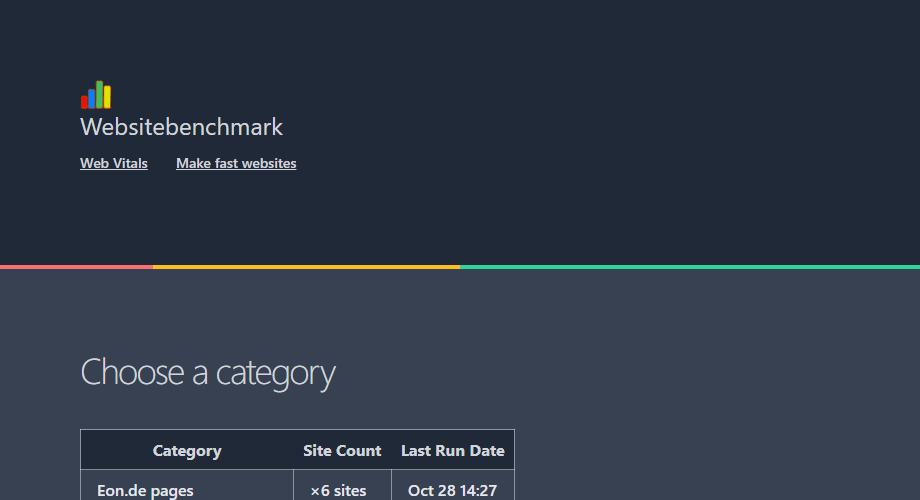 Websitebenchmark
Web Vitals Make fast websites
Choose a category
Category Site Count Last Run Date
Eon.de pages ×6 sites Oct 28 14:27